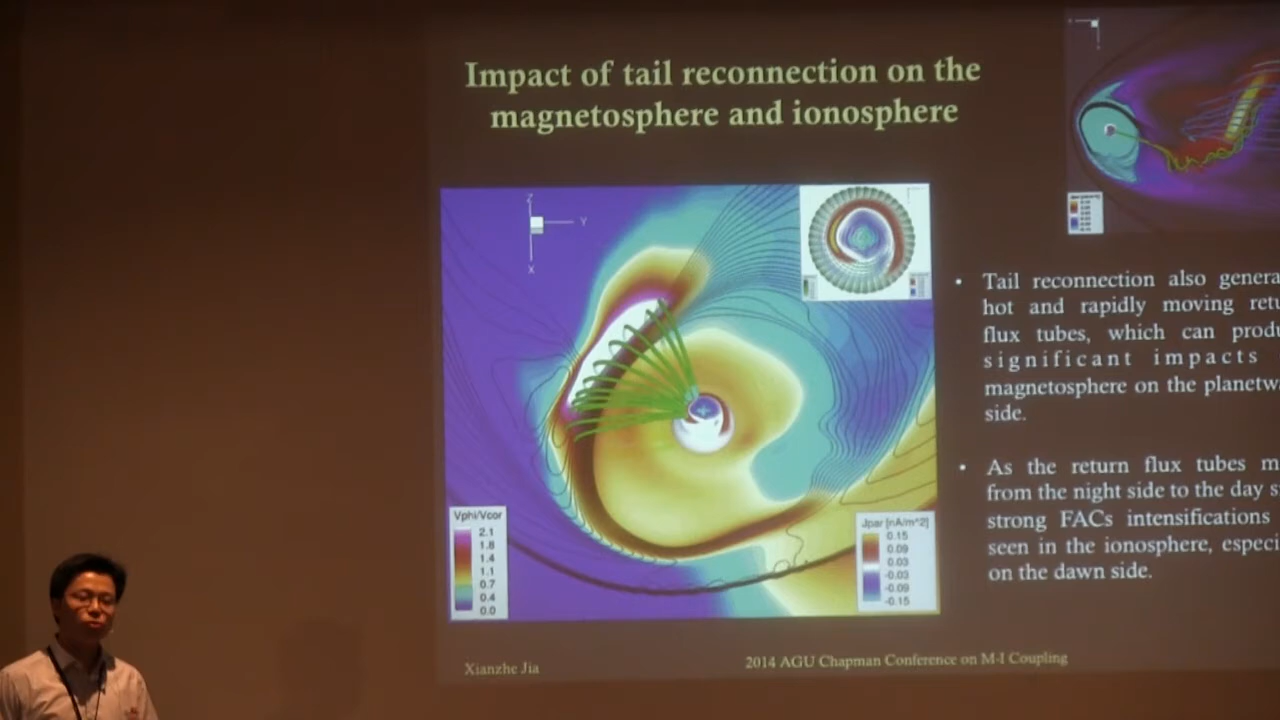 Impact of tail reconnection on the
magnetosphere and ionosphere
Z
Y
X
Vphi/Vcor
2.1
1.8
1.4
1.1
0.7
0.4
0.0
Jpar [nA/m^2]
0.15
0.09
0.03
-0.03
-0.09
-0.15
• Tail reconnection also genera
hot and rapidly moving retu
flux tubes, which can produ
significant impacts
magnetosphere on the planetwa
side.
• As the return flux tubes m
from the night side to the day s
strong FACs intensifications
seen in the ionosphere, especi
on the dawn side.
Xianzhe Jia
2014 AGU Chapman Conference on M-I Coupling